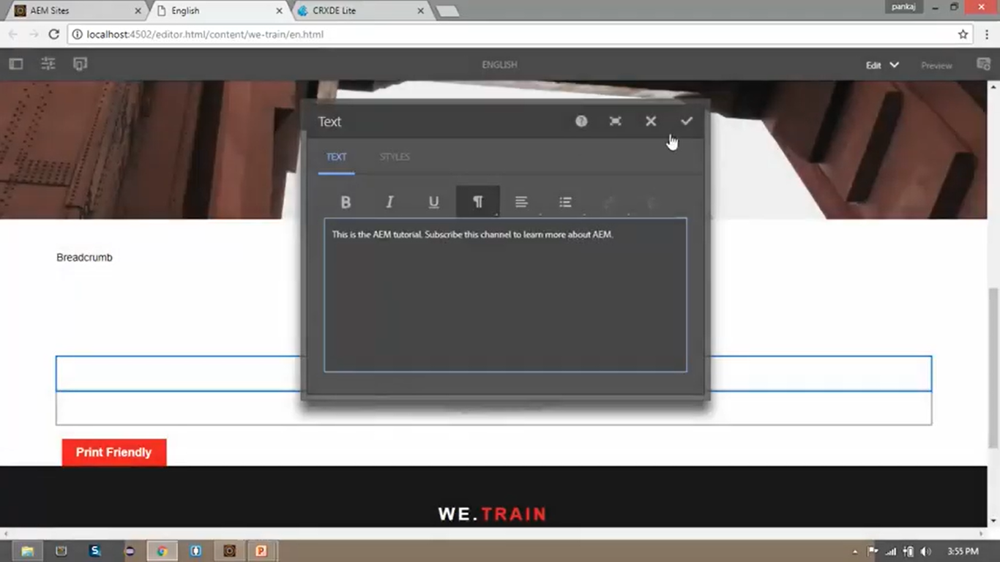 AEM Sites
English
CRXDE Lite
pankaj
localhost:4502/editor.html/content/we-train/en.html
ENGLISH
Edit
Preview
Text
TEXT STYLES
B I U
This is the AEM tutorial. Subscribe this channel to learn more about AEM.
Breadcrumb
Print Friendly
WE.TRAIN
3:55 PM